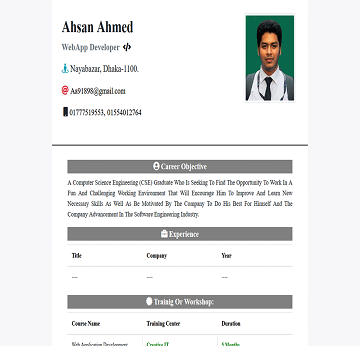 Ahsan Ahmed
WebApp Developer </>
Nayabazar, Dhaka-1100.
@ Aa91898@gmail.com
01777519553, 01554012764
Career Objective
A Computer Science Engineering (CSE) Graduate Who Is Seeking To Find The Opportunity To Work In A
Fun And Challenging Working Environment That Will Encourage Him To Improve And Learn New
Necessary Skills As Well As Be Motivated By The Company To Do His Best For Himself And The
Company Advancement In The Software Engineering Industry.
Experience
Title Company Year
--- --- ---
Trainig Or Workshop:
Course Name Training Center Duration
Web Application Development Creative IT 5 Months